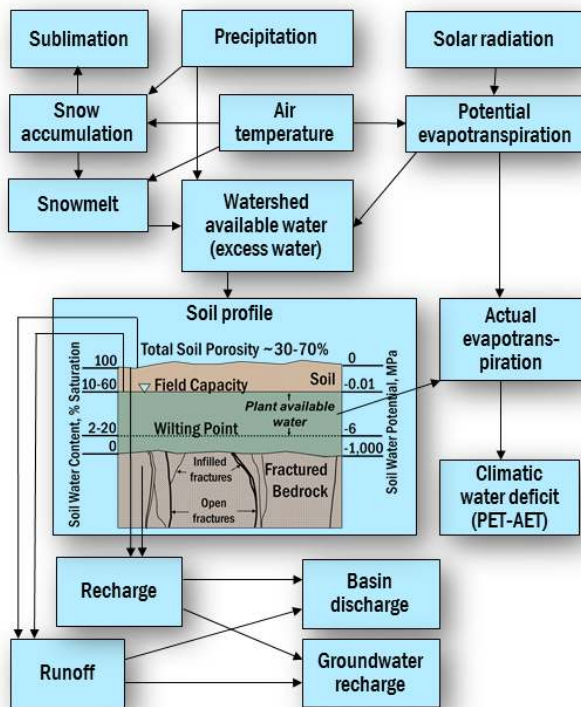 Sublimation
Precipitation
Solar radiation
Snow
accumulation
Air
temperature
Potential
evapotranspiration
Snowmelt
Watershed
available water
(excess water)
Soil profile
Total Soil Porosity ~30-70%
Soil Water Content, % Saturation
100
10-60
2-20
0
Field Capacity
Soil
Plant available
water
Wilting Point
Infilled
fractures
Open
fractures
Fractured
Bedrock
0
-0.01
-6
-1,000
Soil Water Potential, MPa
Actual
evapotrans-
piration
Climatic
water deficit
(PET-AET)
Recharge
Basin
discharge
Runoff
Groundwater
recharge